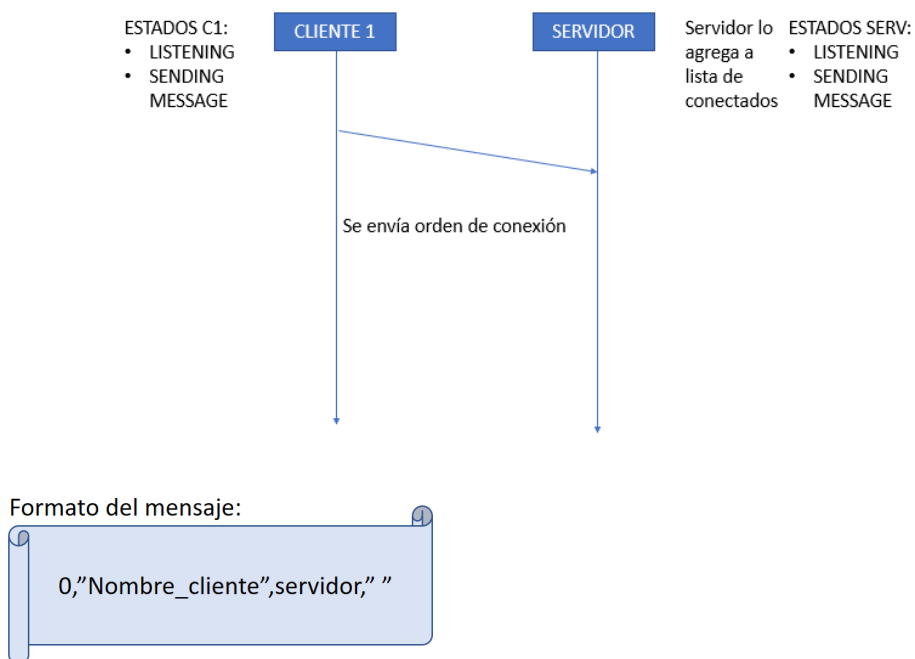 ESTADOS C1:
• LISTENING
• SENDING
MESSAGE
CLIENTE 1
SERVIDOR
Servidor lo
agrega a
lista de
conectados
ESTADOS SERV:
• LISTENING
• SENDING
MESSAGE
Se envía orden de conexión
Formato del mensaje:
0,”Nombre_cliente”,servidor,” ”